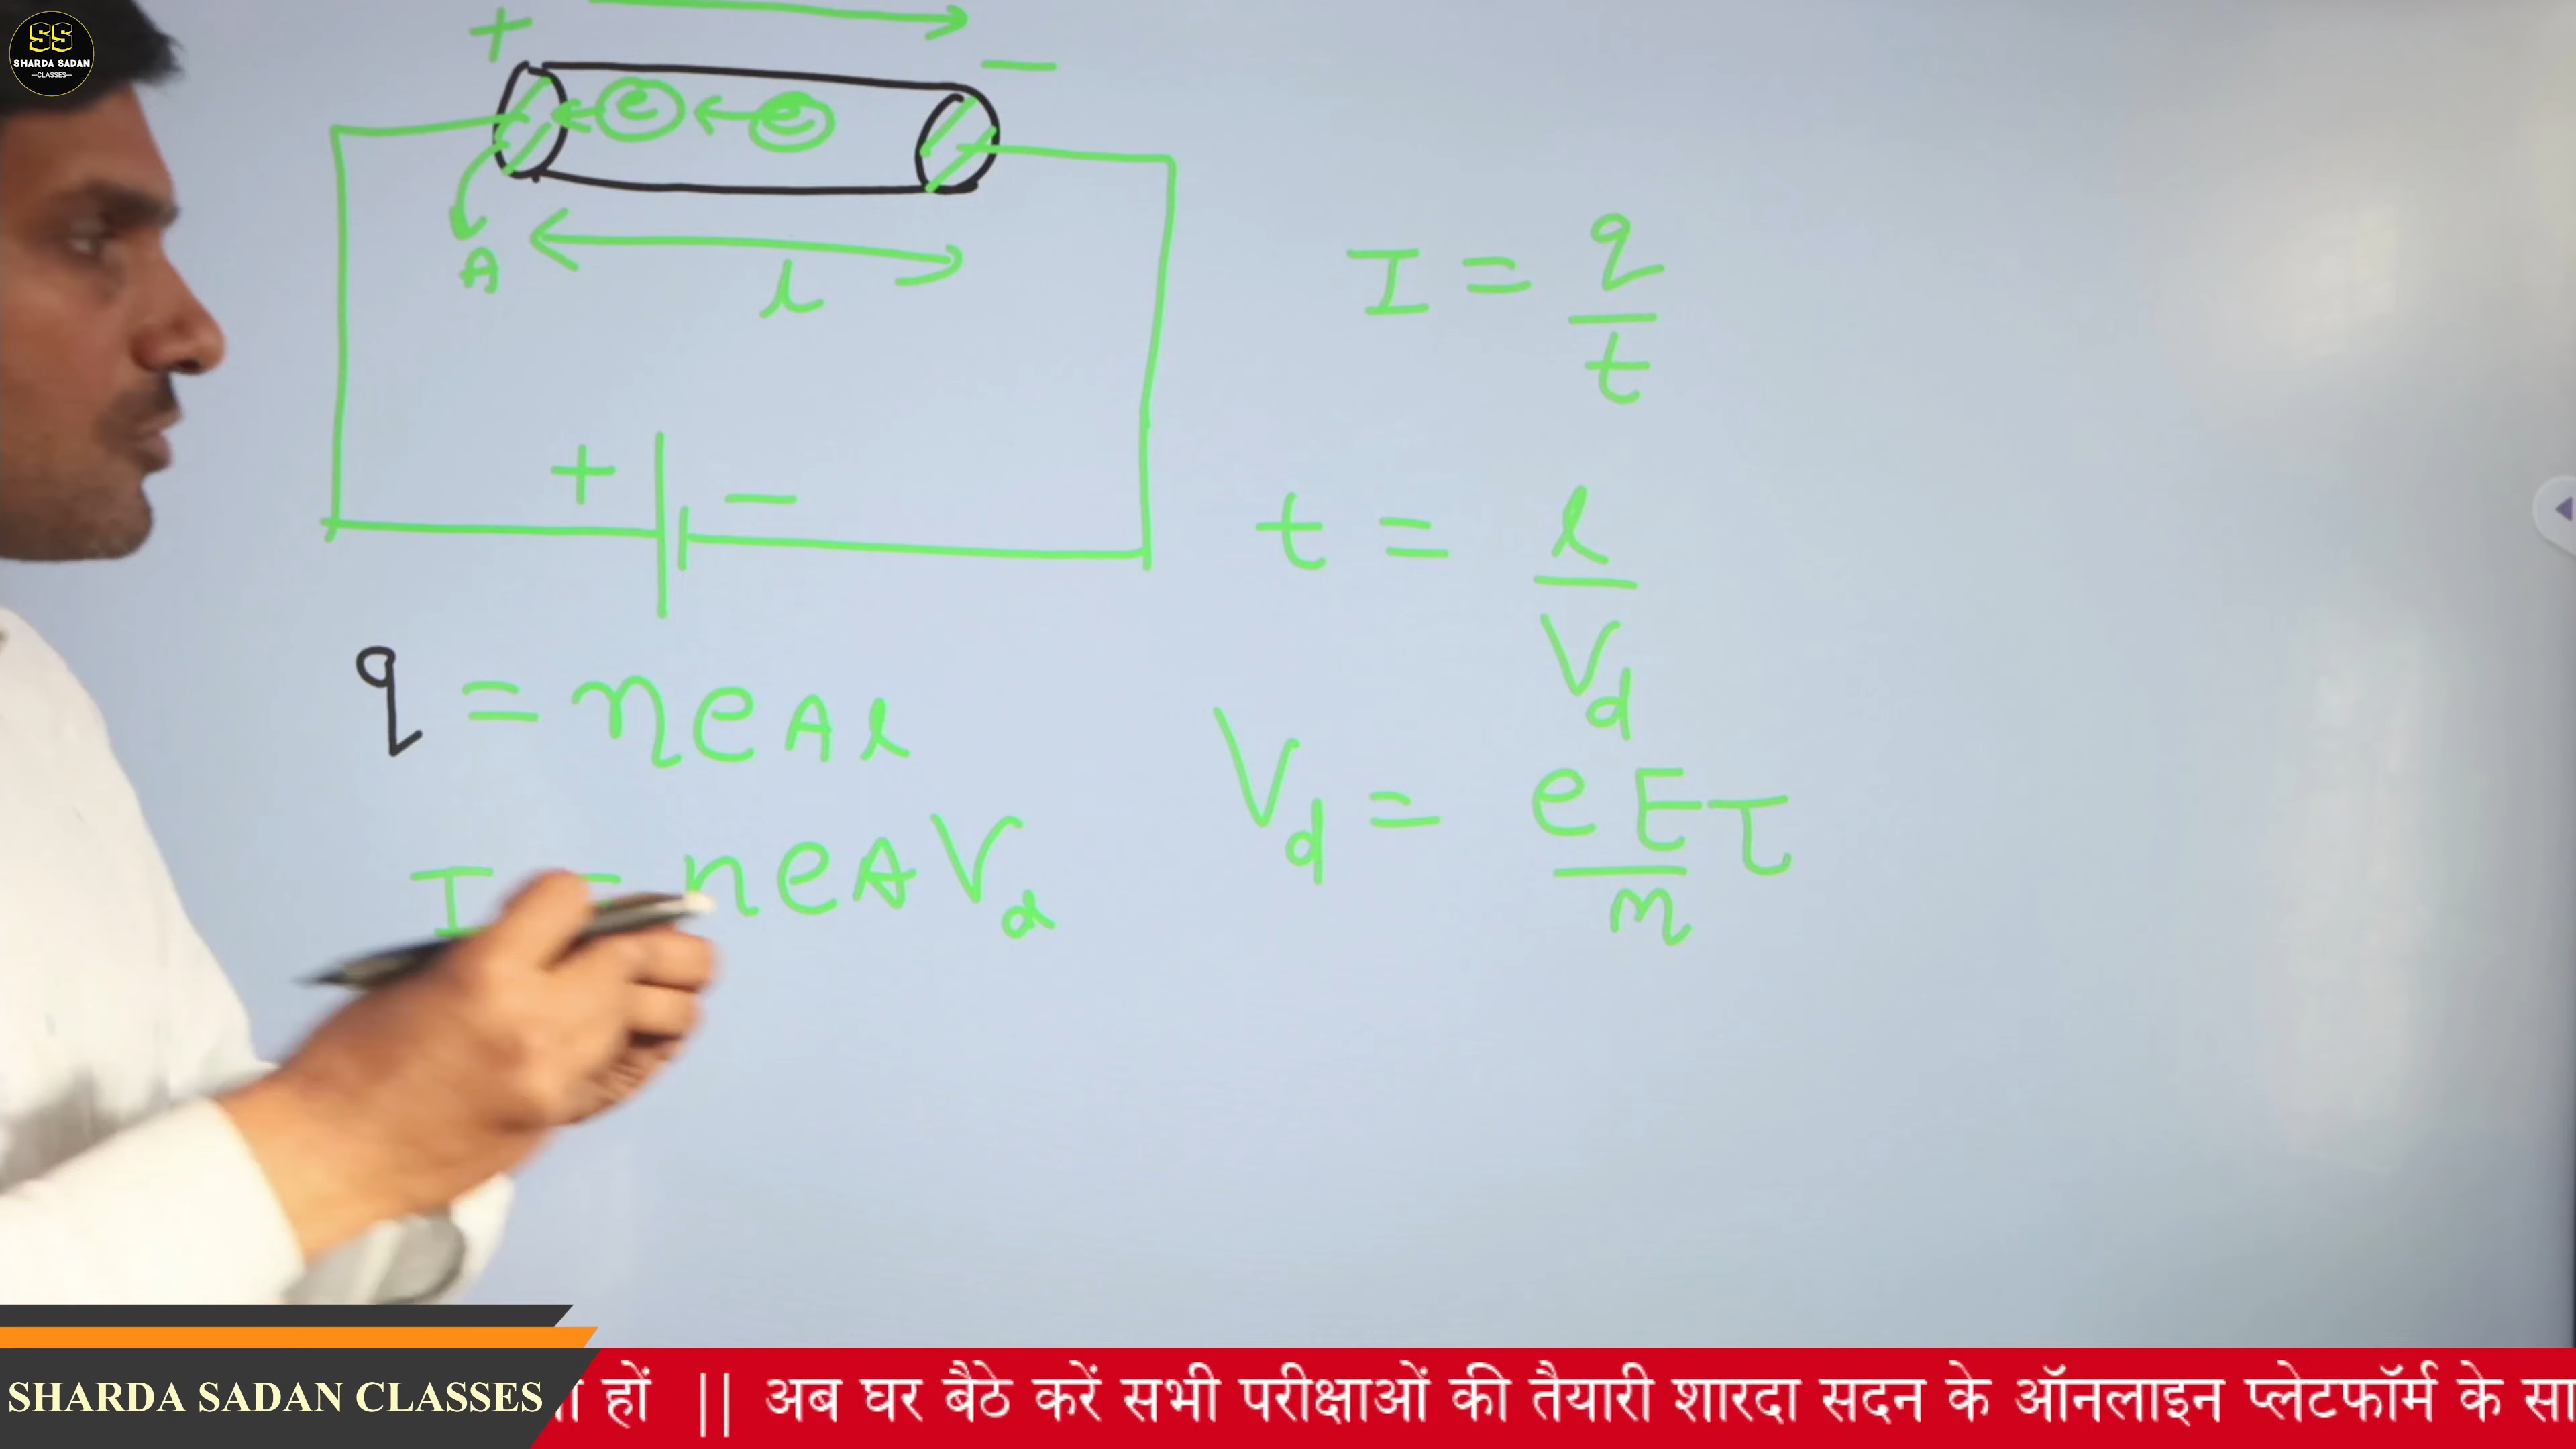 SS
SHARDA SADAN
—CLASSES—
+
−
e e
A
l
I = q/t
+ −
t = l/Vd
q = neAl
Vd = eE/m τ
I = neAVd
SHARDA SADAN CLASSES
हों || अब घर बैठे करें सभी परीक्षाओं की तैयारी शारदा सदन के ऑनलाइन प्लेटफॉर्म के